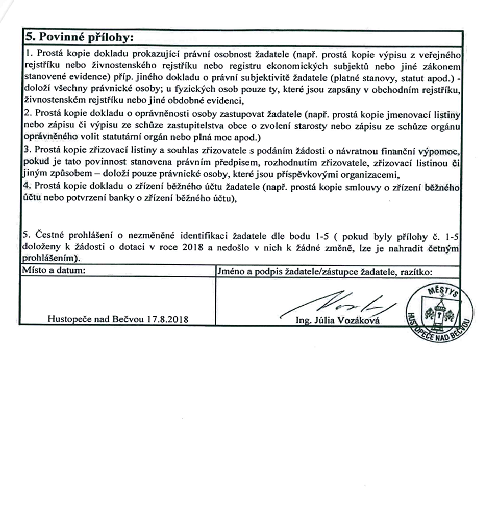 5. Povinné přílohy:
1. Prostá kopie dokladu prokazující právní osobnost žadatele (např. prostá kopie výpisu z veřejného
rejstříku nebo živnostenského rejstříku nebo registru ekonomických subjektů nebo jiné zákonem
stanovené evidence) příp. jiného dokladu o právní subjektivitě žadatele (platné stanovy, statut apod.) -
doloží všechny právnické osoby; u fyzických osob pouze ty, které jsou zapsány v obchodním rejstříku,
živnostenském rejstříku nebo jiné obdobné evidenci,
2. Prostá kopie dokladu o oprávněnosti osoby zastupovat žadatele (např. prostá kopie jmenovací listiny
nebo zápisu či výpisu ze schůze zastupitelstva obce o zvolení starosty nebo zápisu ze schůze orgánu
oprávněného volit statutární orgán nebo plná moc apod.)
3. Prostá kopie zřizovací listiny a souhlas zřizovatele s podáním žádosti o návratnou finanční výpomoc,
pokud je tato povinnost stanovena právním předpisem, rozhodnutím zřizovatele, zřizovací listinou či
jiným způsobem – doloží pouze právnické osoby, které jsou příspěvkovými organizacemi,
4. Prostá kopie dokladu o zřízení běžného účtu žadatele (např. prostá kopie smlouvy o zřízení běžného
účtu nebo potvrzení banky o zřízení běžného účtu),
5. Čestné prohlášení o nezměněné identifikaci žadatele dle bodu 1-5 ( pokud byly přílohy č. 1-5
doloženy k žádosti o dotaci v roce 2018 a nedošlo v nich k žádné změně, lze je nahradit četným
prohlášením).
Místo a datum:
Jméno a podpis žadatele/zástupce žadatele, razítko:
Hustopeče nad Bečvou 17.8.2018
Ing. Júlia Vozáková
MĚSTYS
HUSTOPEČE NAD BEČVOU